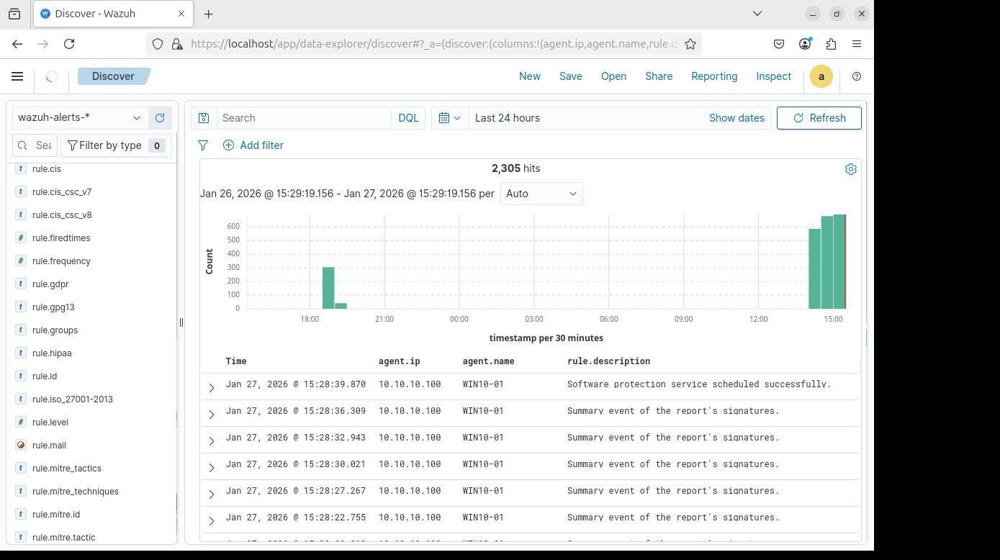 Discover - Wazuh
https://localhost/app/data-explorer/discover#?_a=(discover:(columns:!(agent.ip,agent.name,rule.d
Discover
New Save Open Share Reporting Inspect a
wazuh-alerts-*
Search DQL Last 24 hours Show dates Refresh
Sea Filter by type 0
Add filter
rule.cis
rule.cis_csc_v7
rule.cis_csc_v8
rule.firedtimes
rule.frequency
rule.gdpr
rule.gpg13
rule.groups
rule.hipaa
rule.id
rule.iso_27001-2013
rule.level
rule.mail
rule.mitre_tactics
rule.mitre_techniques
rule.mitre.id
rule.mitre.tactic
2,305 hits
Jan 26, 2026 @ 15:29:19.156 - Jan 27, 2026 @ 15:29:19.156 per Auto
Count
600
500
400
300
200
100
0
18:00 21:00 00:00 03:00 06:00 09:00 12:00 15:00
timestamp per 30 minutes
Time agent.ip agent.name rule.description
Jan 27, 2026 @ 15:28:39.870 10.10.10.100 WIN10-01 Software protection service scheduled successfully.
Jan 27, 2026 @ 15:28:36.309 10.10.10.100 WIN10-01 Summary event of the report's signatures.
Jan 27, 2026 @ 15:28:32.943 10.10.10.100 WIN10-01 Summary event of the report's signatures.
Jan 27, 2026 @ 15:28:30.021 10.10.10.100 WIN10-01 Summary event of the report's signatures.
Jan 27, 2026 @ 15:28:27.267 10.10.10.100 WIN10-01 Summary event of the report's signatures.
Jan 27, 2026 @ 15:28:22.755 10.10.10.100 WIN10-01 Summary event of the report's signatures.